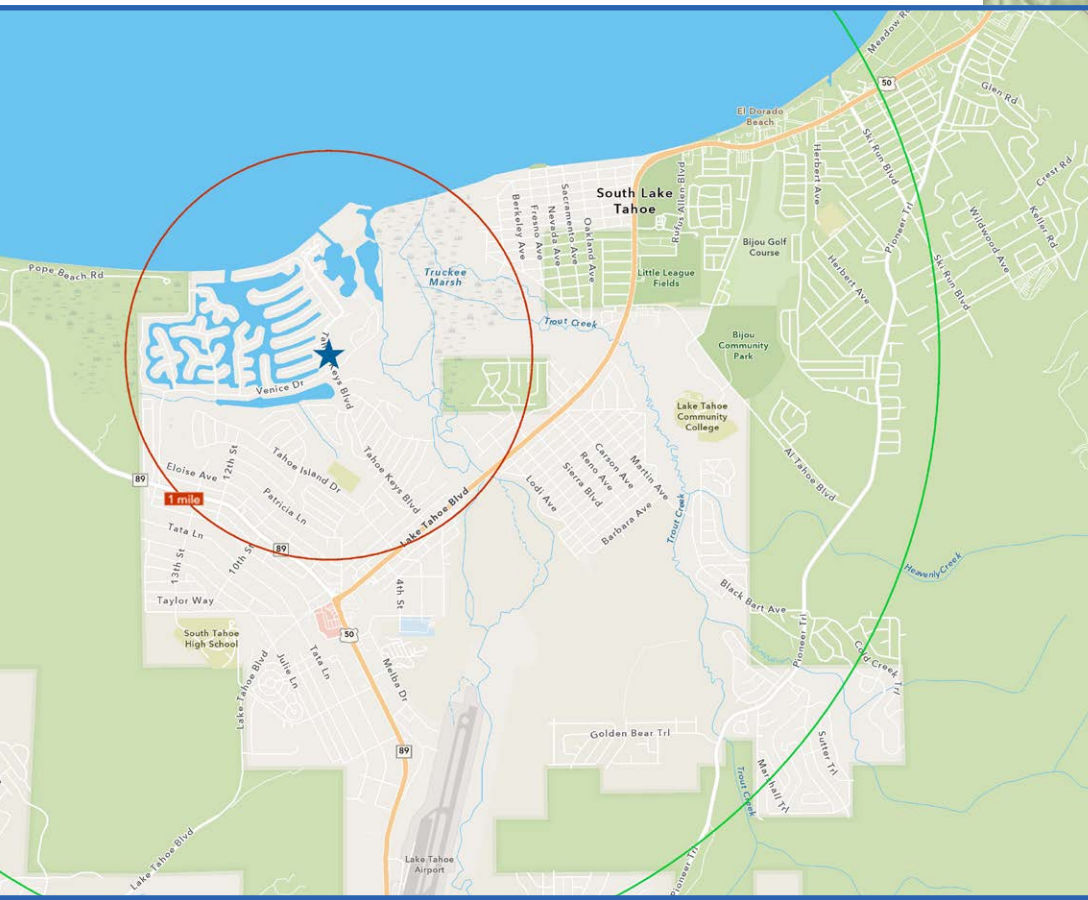 Meadow R
50
Glen Rd
El Dorado
Beach
Ski Run Blvd
Herbert Ave
Crest Rd
South Lake
Tahoe
Rufus Allen Blvd
Sacramento Ave
Berkeley Ave
Fresno Ave
Nevada Ave
Oakland Ave
Pioneer Trl
Wildwood Ave
Keller Rd
Bijou Golf
Course
Pope Beach Rd
Truckee
Marsh
Little League
Fields
Herbert Ave
Ski Run Blvd
Trout Creek
Bijou
Community
Park
Keys Blvd
Venice Dr
Lake Tahoe
Community
College
Tahoe Keys Blvd
12th St
Tahoe Island Dr
Eloise Ave
Carson Ave
Reno Ave
Martin Ave
Sierra Blvd
Al Tahoe Blvd
89
1 mile
Patricia Ln
Lodi Ave
Barbara Ave
Lake Tahoe Blvd
Trout Creek
Tata Ln
89
10th St
13th St
Heavenly Creek
4th St
Black Bart Ave
Taylor Way
Pioneer Trl
50
South Tahoe
High School
Cold Creek Trl
Julie Ln
Tata Ln
Melba Dr
Lake Tahoe Blvd
Golden Bear Trl
89
Sutter Trl
Marshall Trl
Trout Creek
Lake Tahoe Blvd
Lake Tahoe
Airport
Pioneer Trl